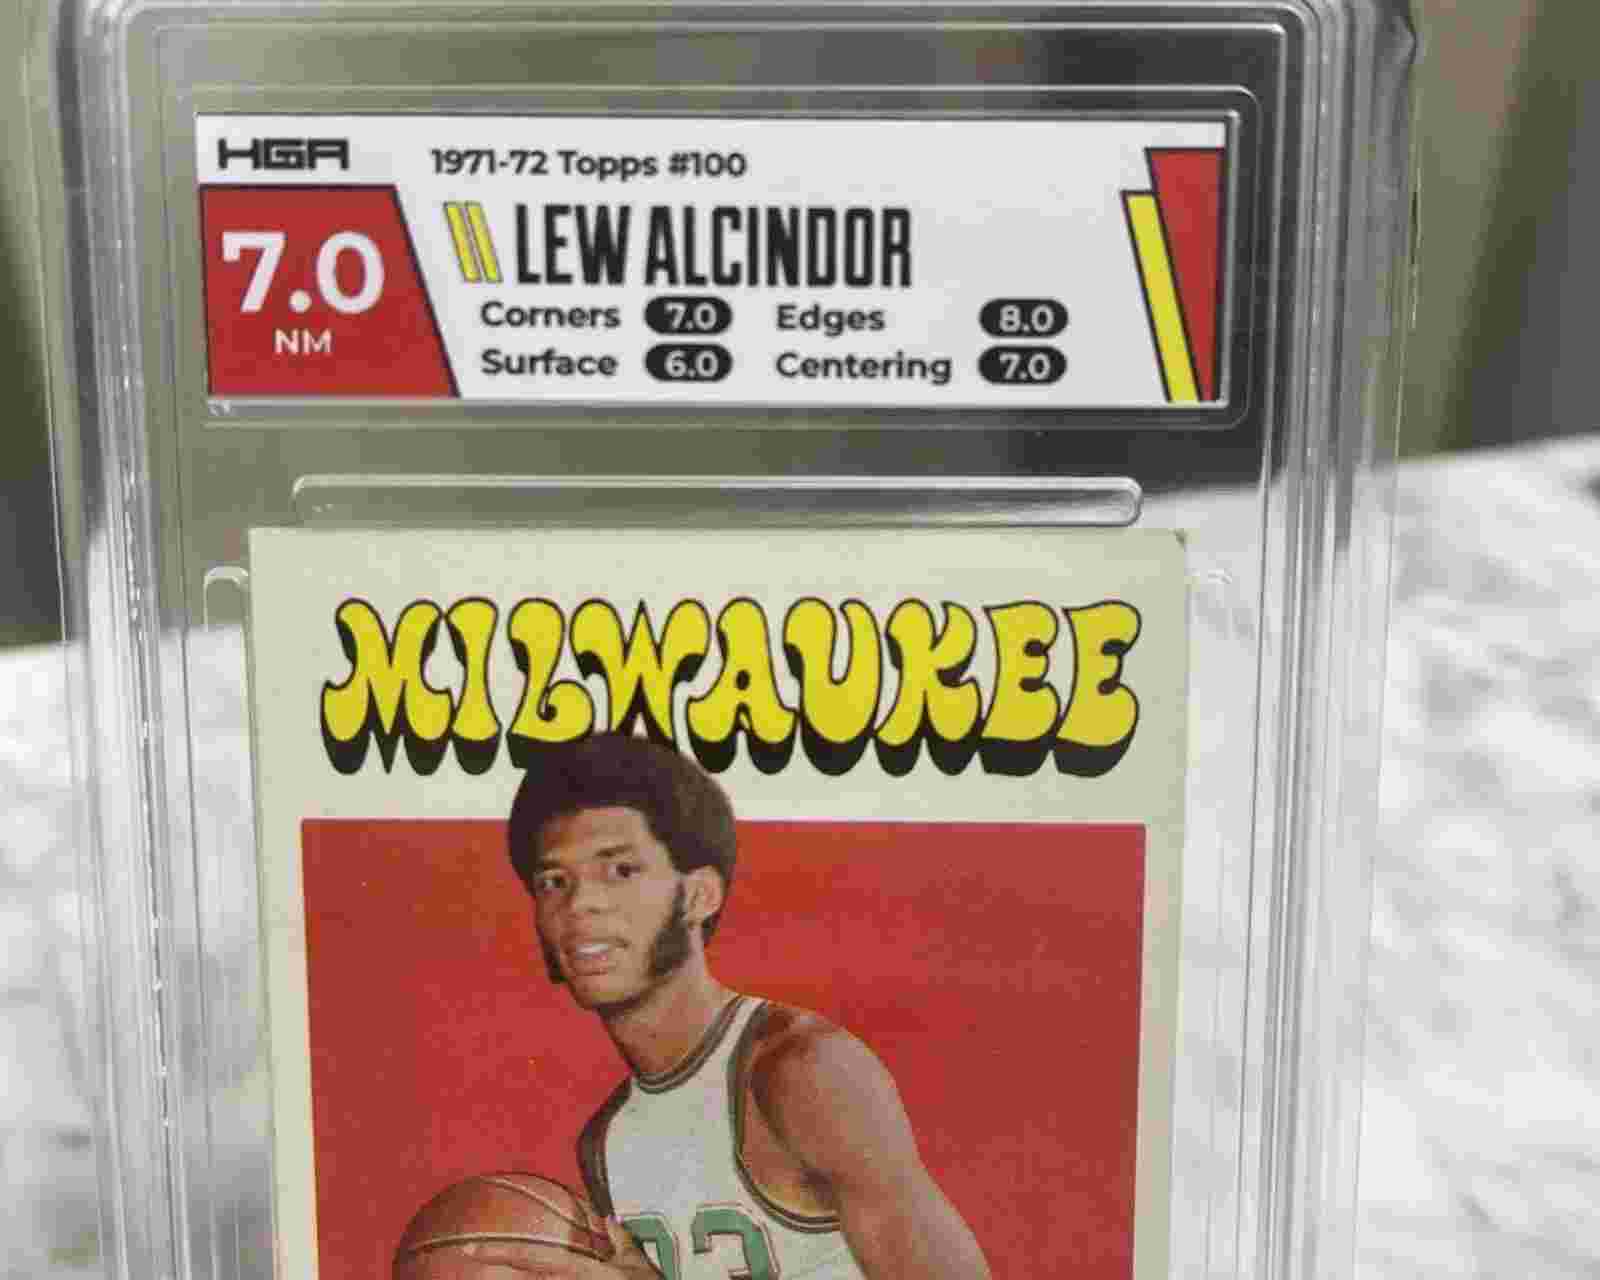 HGA
1971-72 Topps #100
7.0
NM
LEW ALCINDOR
Corners 7.0 Edges 8.0
Surface 6.0 Centering 7.0
MILWAUKEE
33